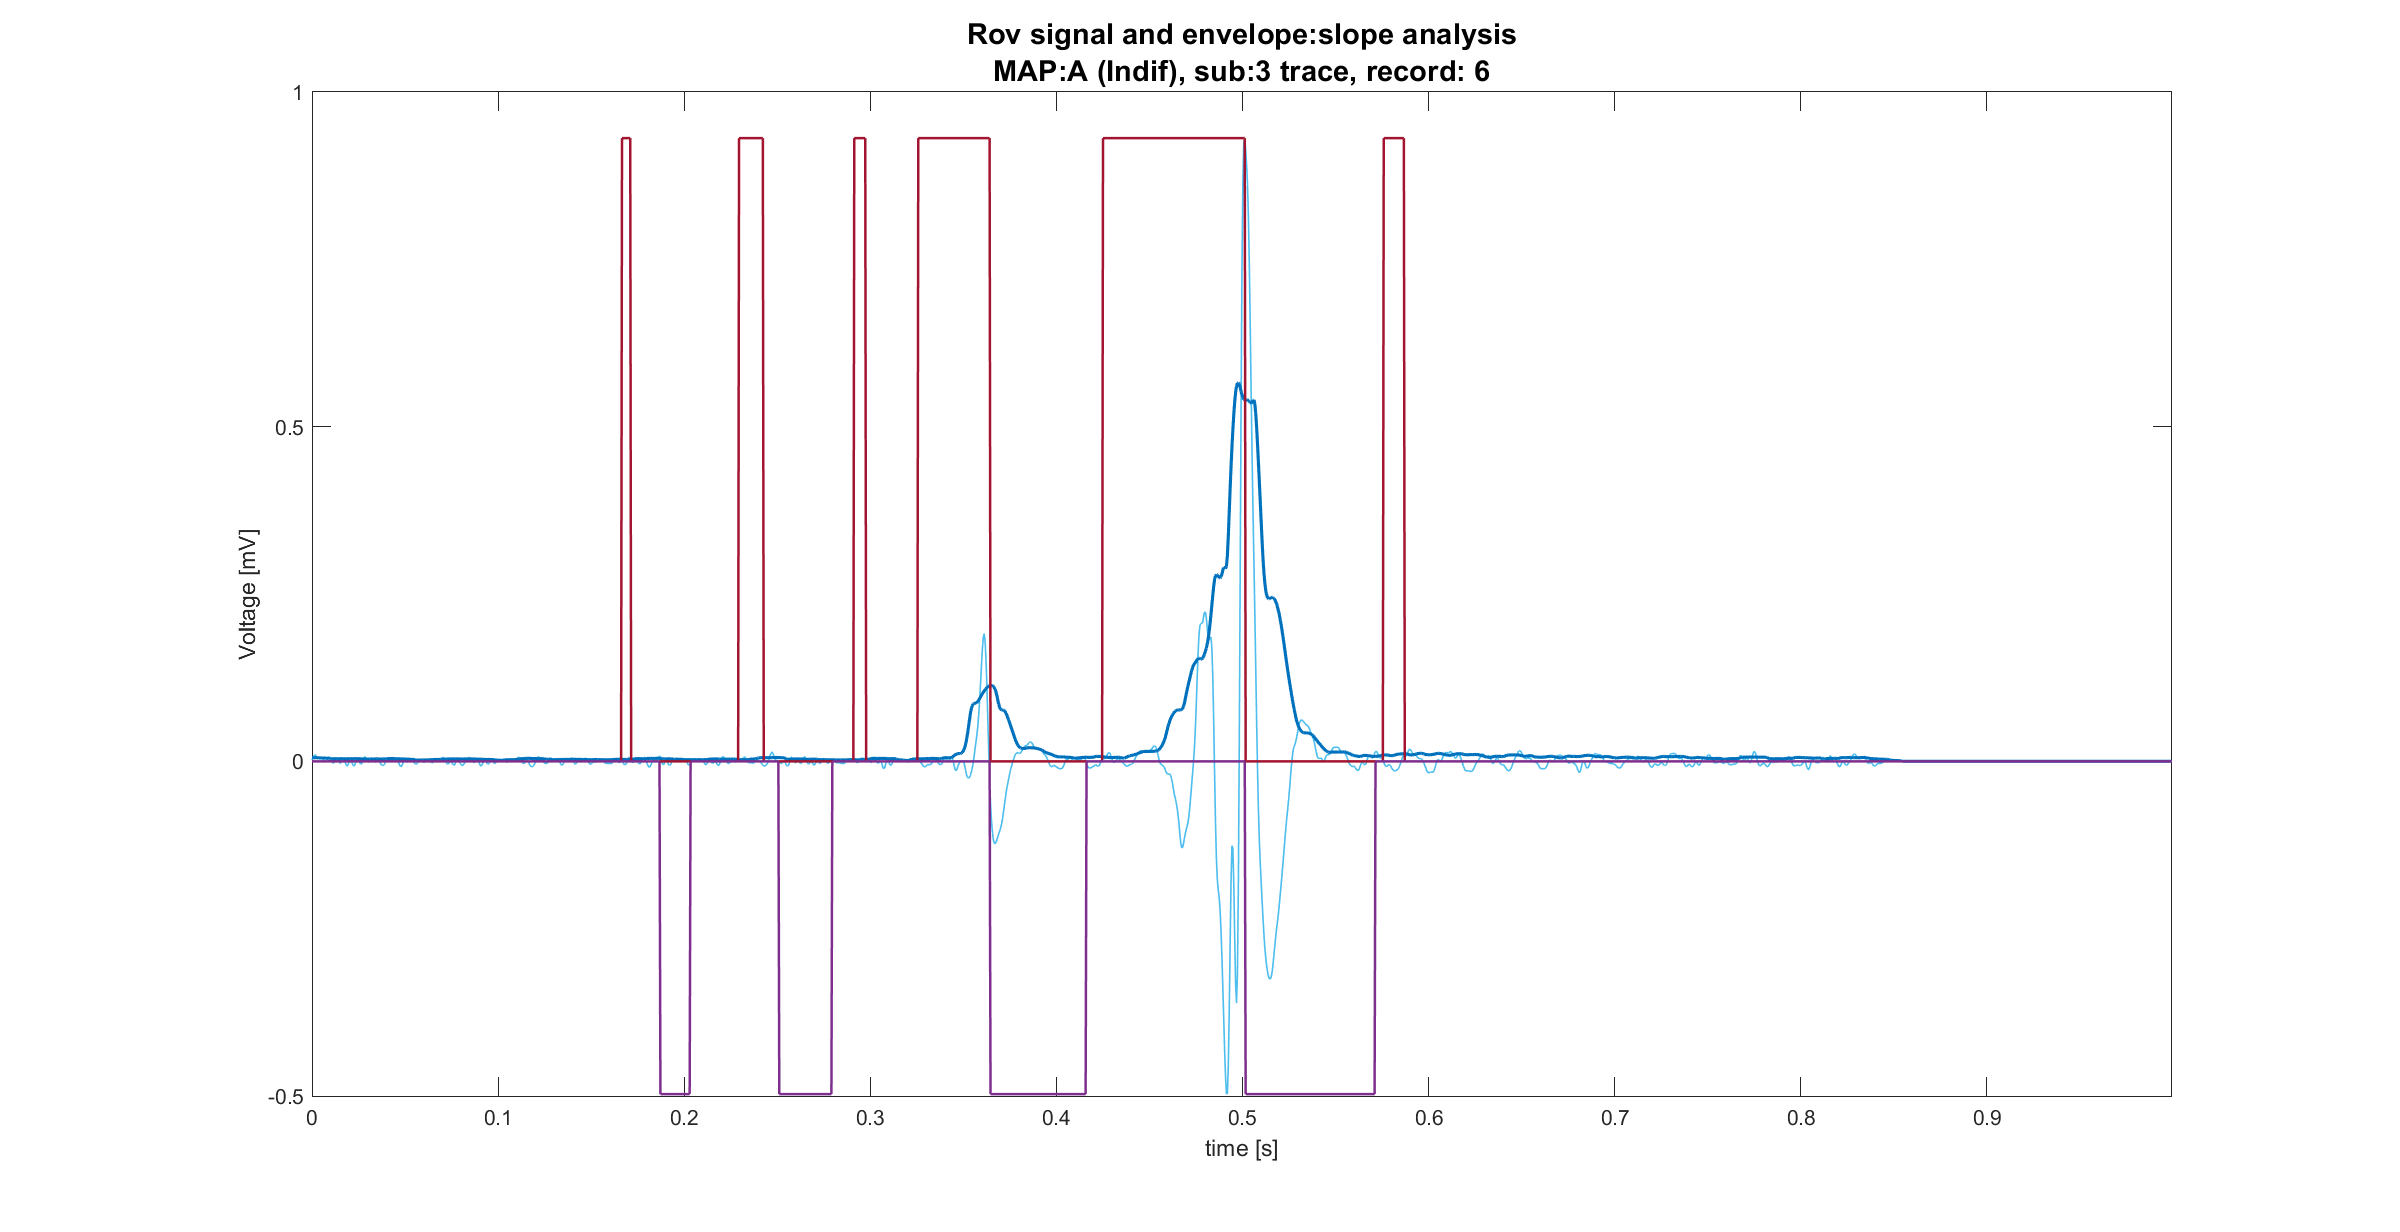 Rov signal and envelope:slope analysis
MAP:A (Indif), sub:3 trace, record: 6
1
0.5
0
-0.5
Voltage [mV]
0 0.1 0.2 0.3 0.4 0.5 0.6 0.7 0.8 0.9
time [s]